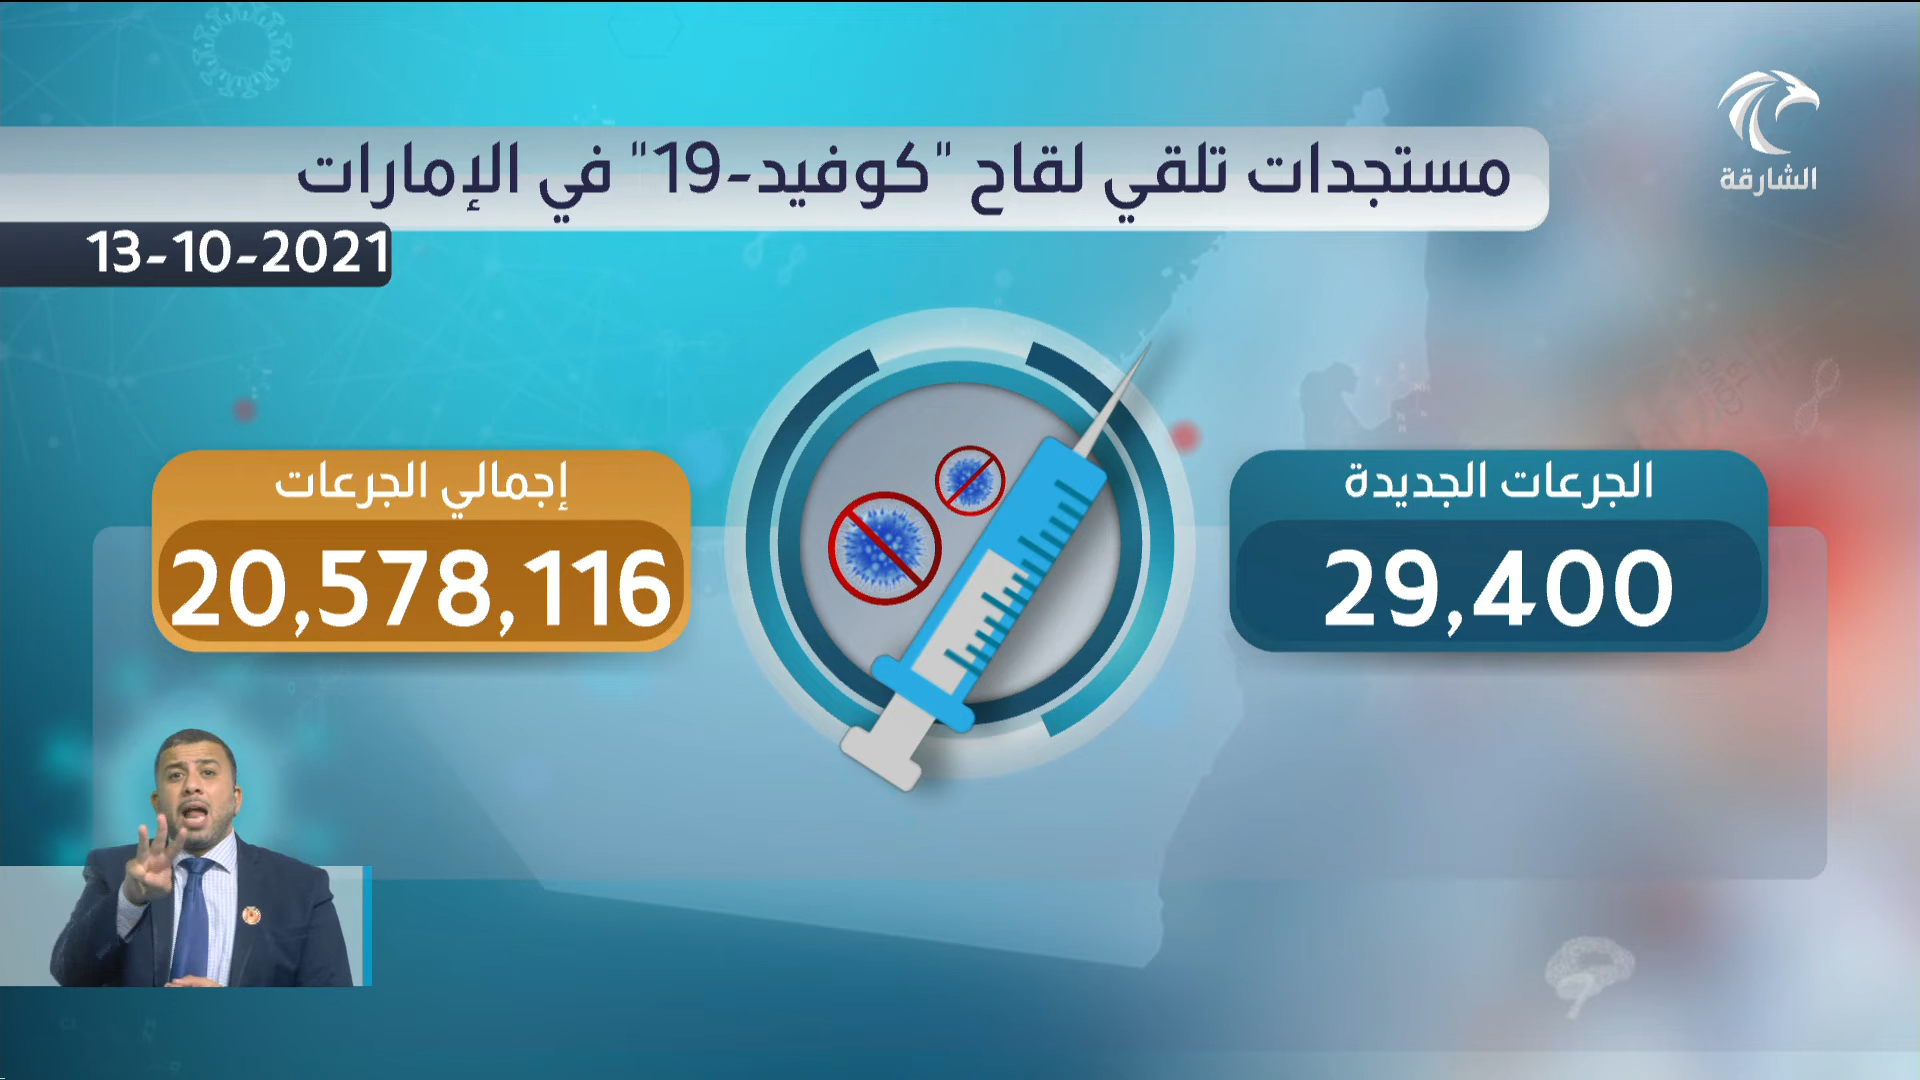 الشارقة
مستجدات تلقي لقاح "كوفيد-19" في الإمارات
13-10-2021
الجرعات الجديدة
29,400
إجمالي الجرعات
20,578,116